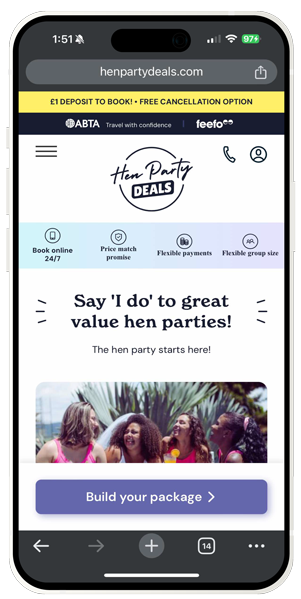 1:51
97
henpartydeals.com
£1 DEPOSIT TO BOOK! • FREE CANCELLATION OPTION
ABTA Travel with confidence | feefo
Hen Party
DEALS
Book online
24/7
Price match
promise
Flexible payments
Flexible group size
Say 'I do' to great
value hen parties!
The hen party starts here!
Build your package
14